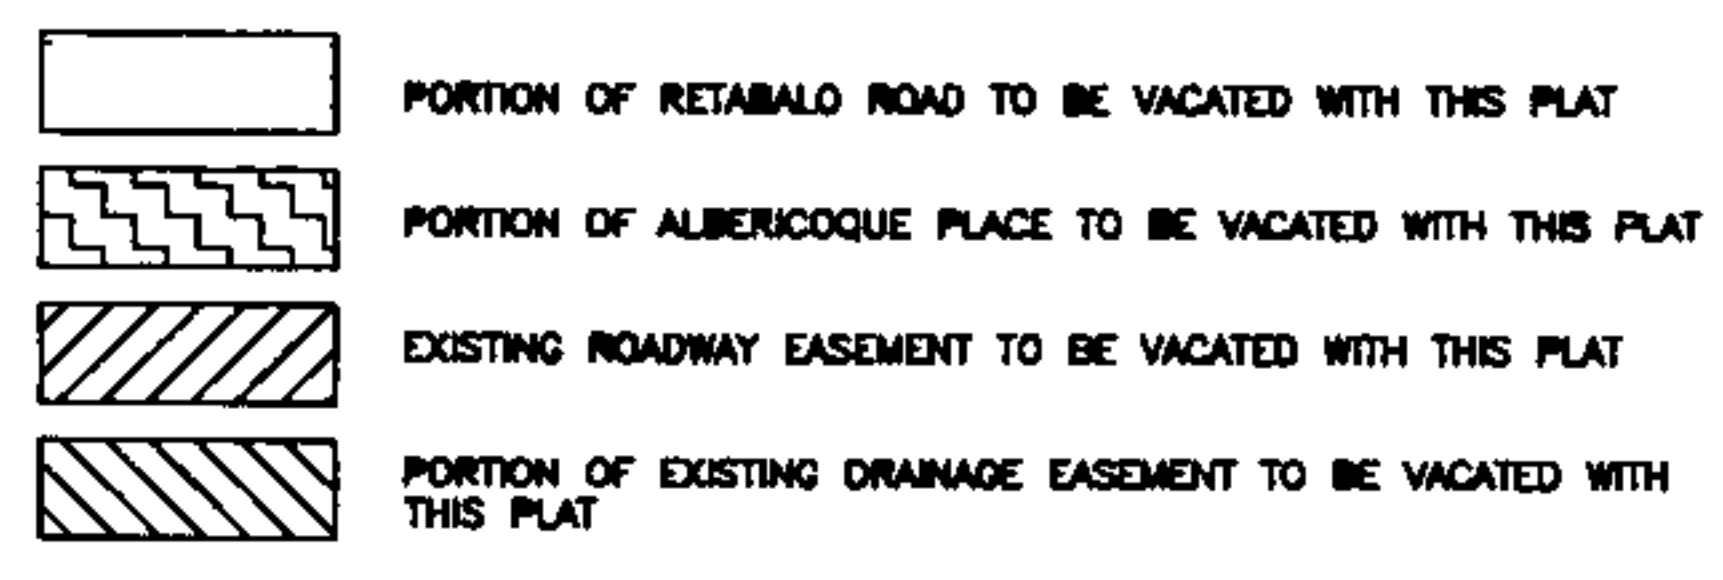 PORTION OF RETABALO ROAD TO BE VACATED WITH THIS PLAT
PORTION OF ALBERICOQUE PLACE TO BE VACATED WITH THIS PLAT
EXISTING ROADWAY EASEMENT TO BE VACATED WITH THIS PLAT
PORTION OF EXISTING DRAINAGE EASEMENT TO BE VACATED WITH
THIS PLAT